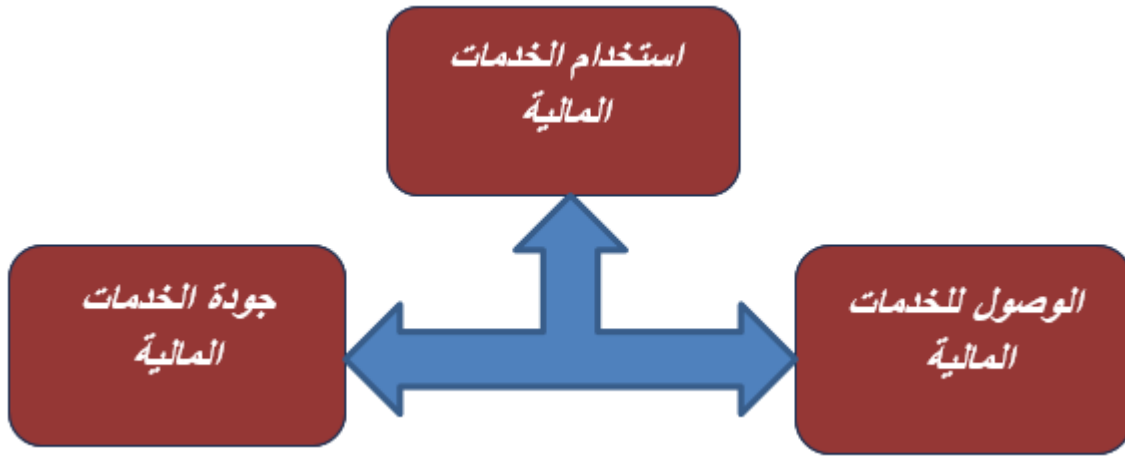 استخدام الخدمات
المالية
الوصول للخدمات
المالية
جودة الخدمات
المالية